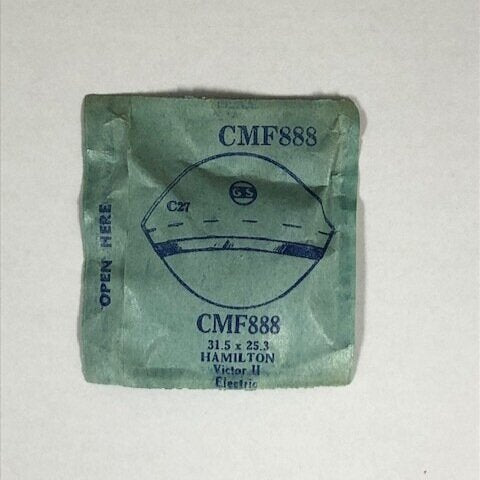 CMF888
GS
C27
OPEN HERE
CMF888
31.5 x 25.3
HAMILTON
Victor II
Electric